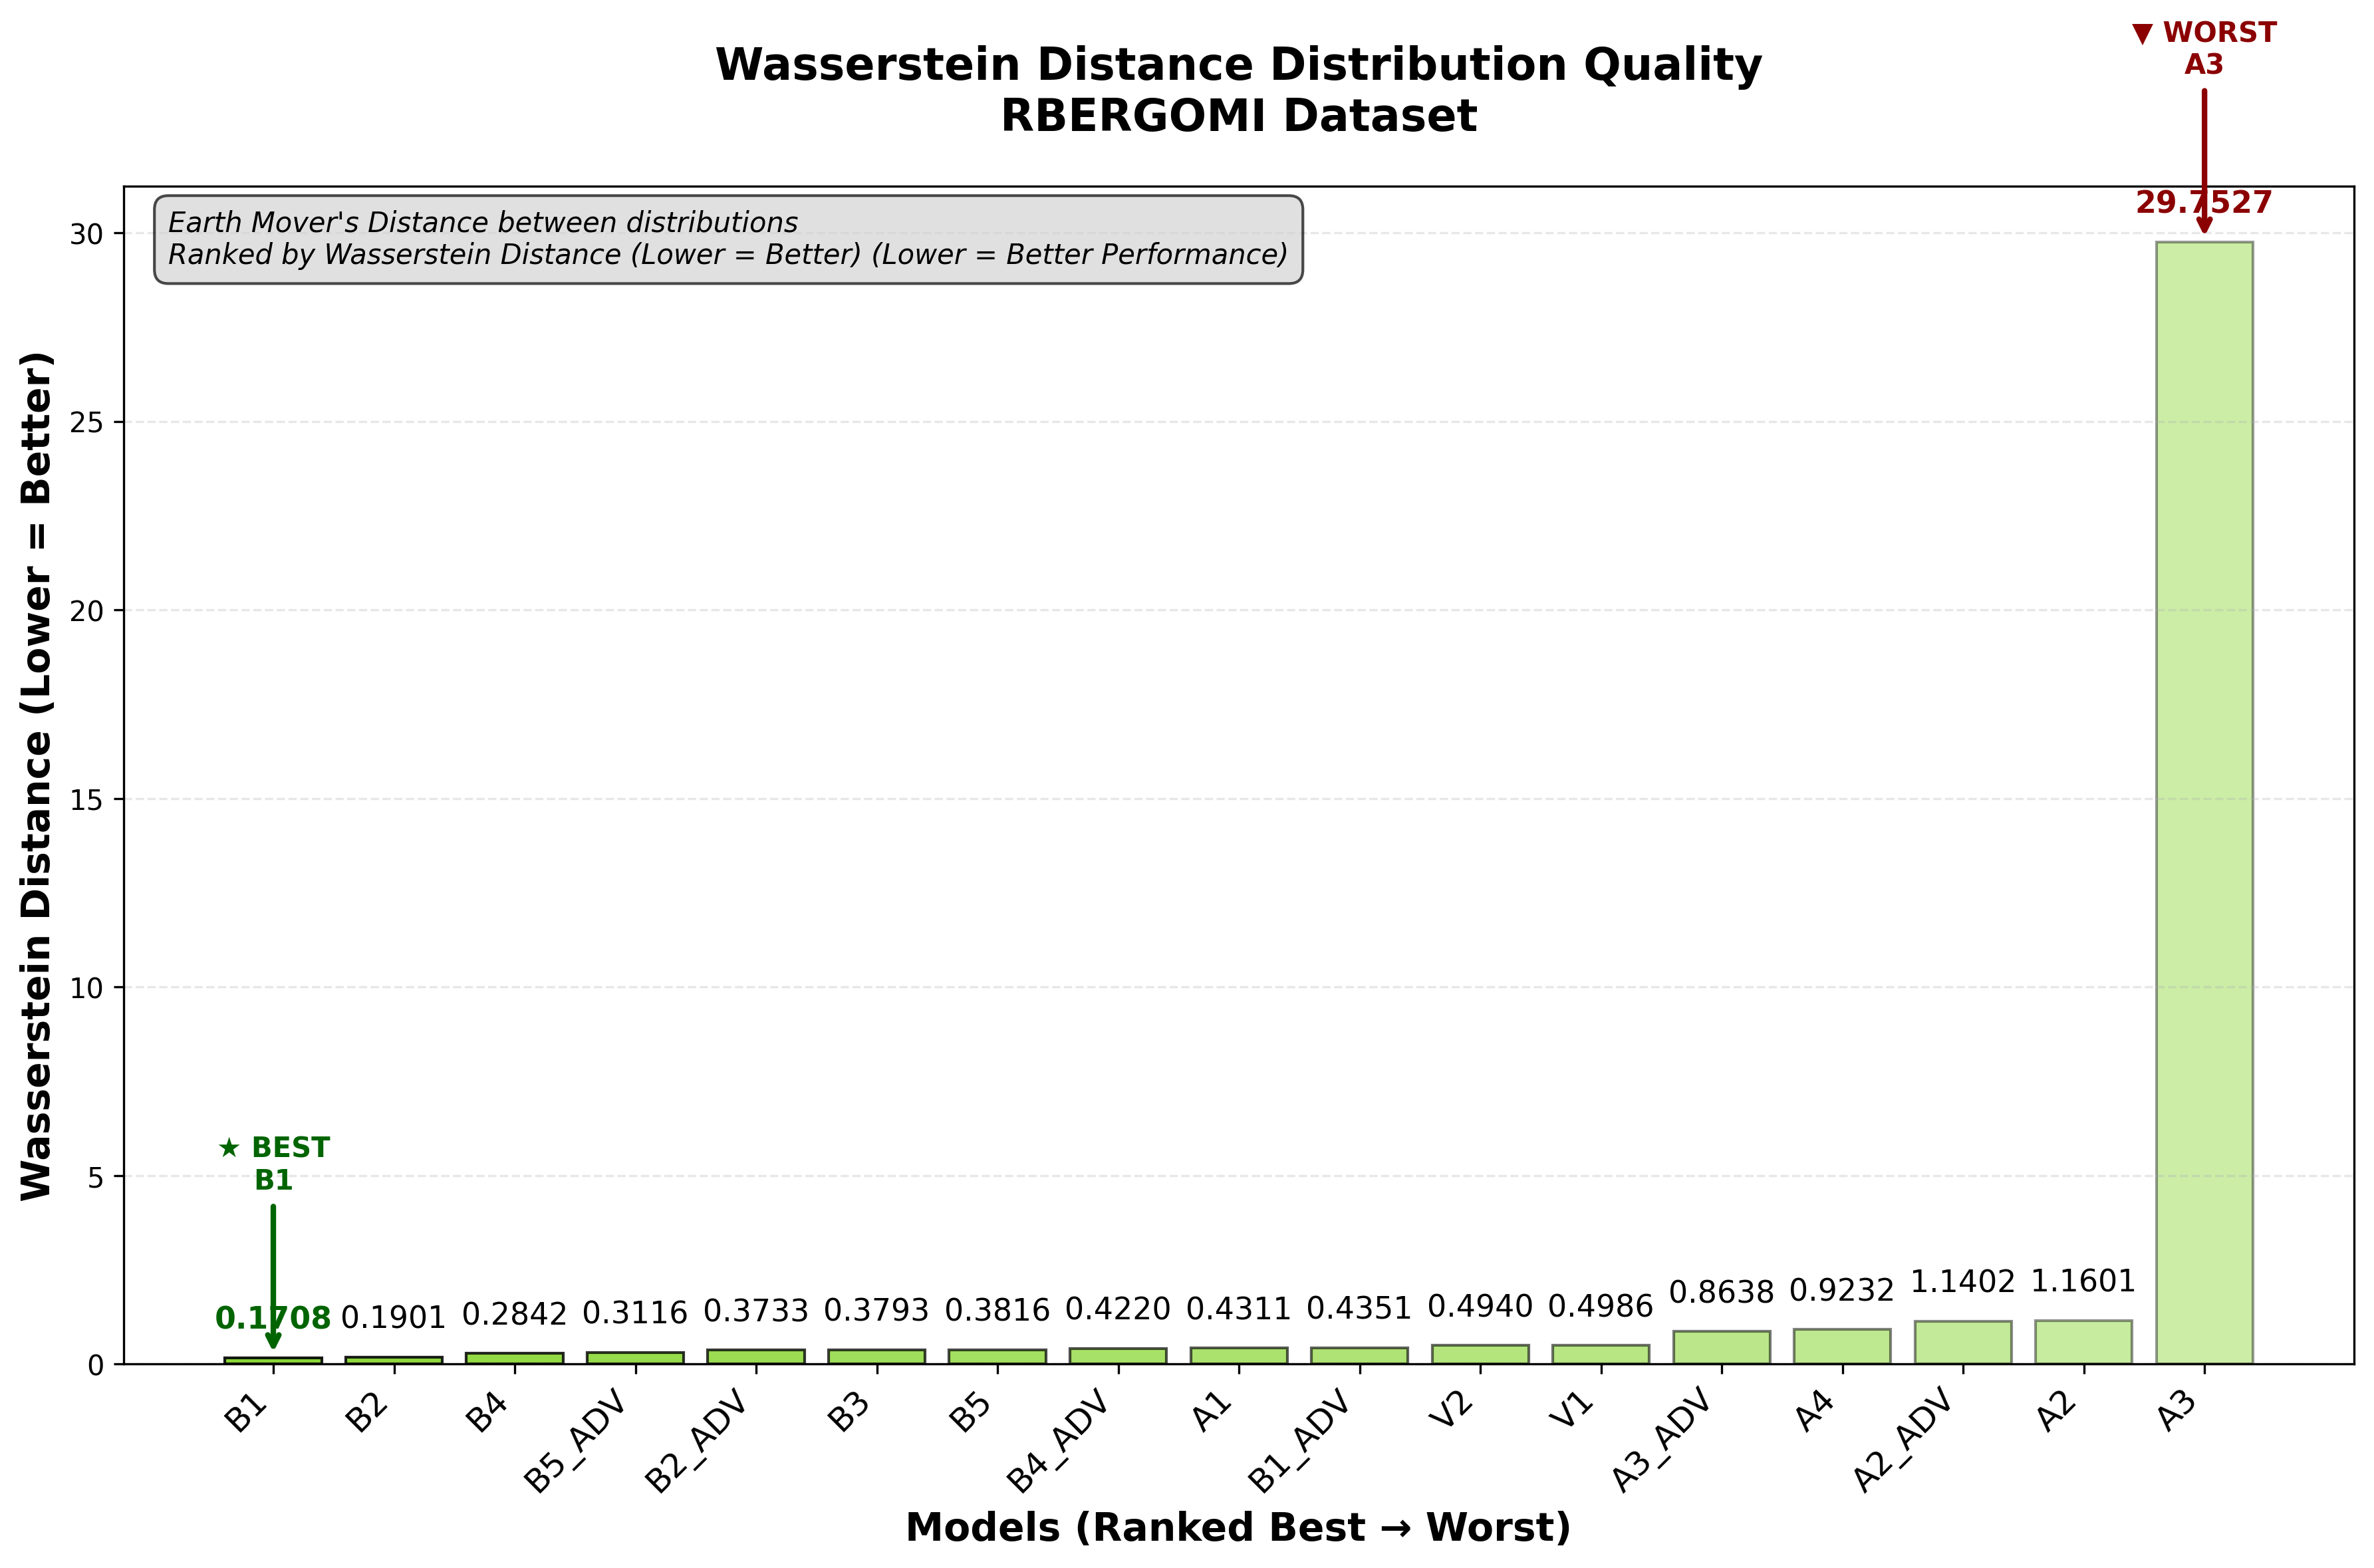 ▼ WORST
A3
Wasserstein Distance Distribution Quality
RBERGOMI Dataset
29.7527
Earth Mover's Distance between distributions
Ranked by Wasserstein Distance (Lower = Better) (Lower = Better Performance)
Wasserstein Distance (Lower = Better)
30
25
20
15
10
5
0
★ BEST
B1
0.1708 0.1901 0.2842 0.3116 0.3733 0.3793 0.3816 0.4220 0.4311 0.4351 0.4940 0.4986 0.8638 0.9232 1.1402 1.1601
B1 B2 B4 B5_ADV B2_ADV B3 B5 B4_ADV A1 B1_ADV V2 V1 A3_ADV A4 A2_ADV A2 A3
Models (Ranked Best → Worst)